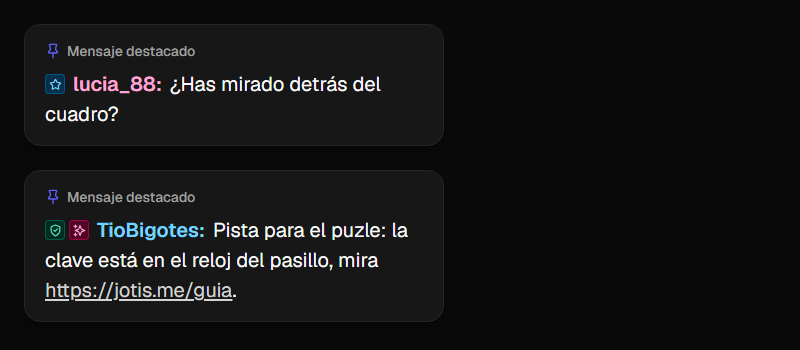 Mensaje destacado
lucia_88: ¿Has mirado detrás del
cuadro?
Mensaje destacado
TioBigotes: Pista para el puzle: la
clave está en el reloj del pasillo, mira
https://jotis.me/guia.